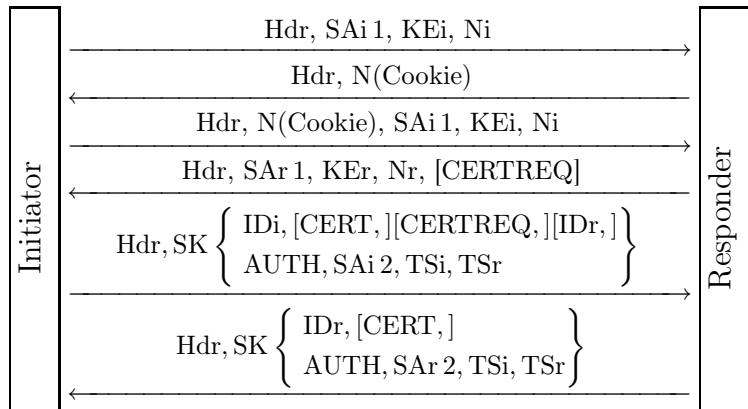 Hdr, SAi 1, KEi, Ni
Hdr, N(Cookie)
Hdr, N(Cookie), SAi 1, KEi, Ni
Hdr, SAr 1, KEr, Nr, [CERTREQ]
Hdr, SK { IDi, [CERT, ][CERTREQ, ][IDr, ]
AUTH, SAi 2, TSi, TSr }
Hdr, SK { IDr, [CERT, ]
AUTH, SAr 2, TSi, TSr }
Initiator
Responder